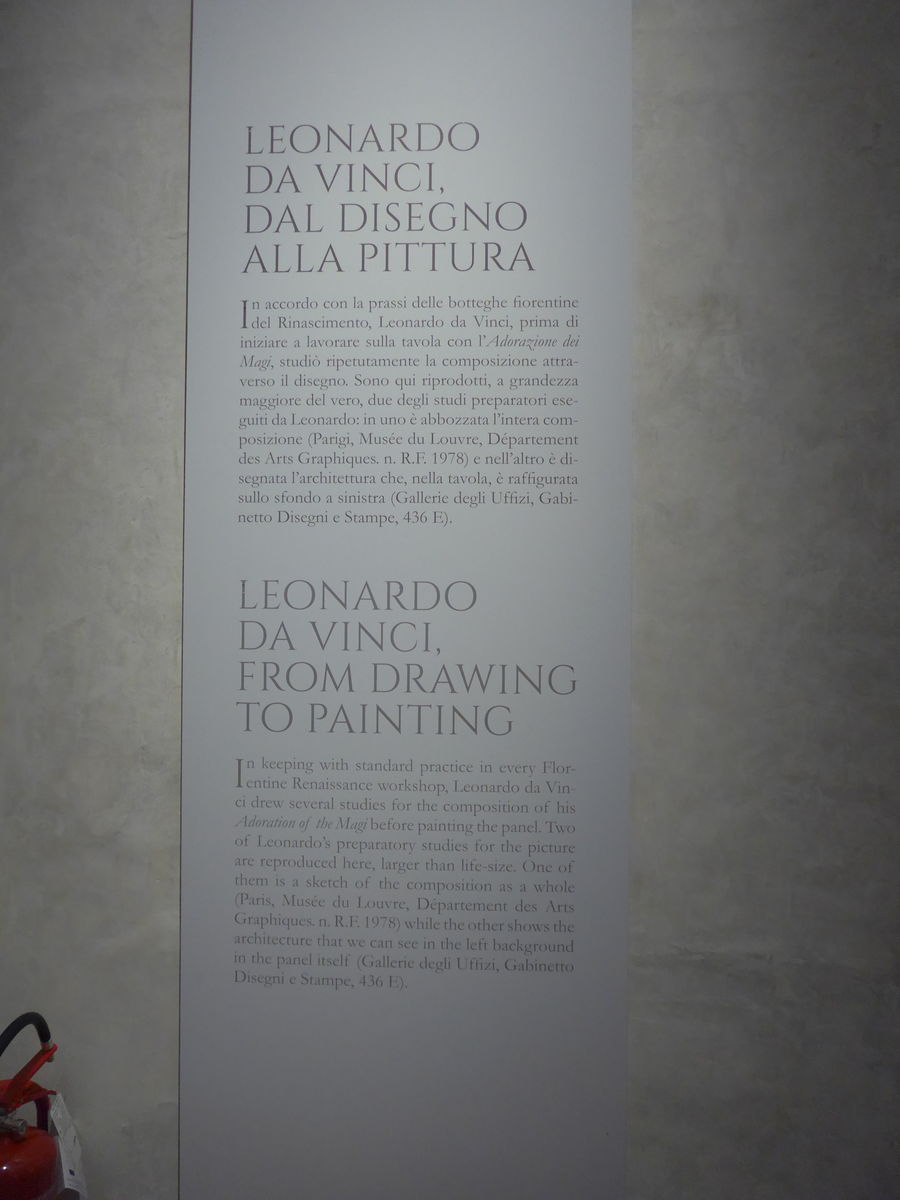 LEONARDO
DA VINCI,
DAL DISEGNO
ALLA PITTURA
In accordo con la prassi delle botteghe fiorentine
del Rinascimento, Leonardo da Vinci, prima di
iniziare a lavorare sulla tavola con l'Adorazione dei
Magi, studiò ripetutamente la composizione attra-
verso il disegno. Sono qui riprodotti, a grandezza
maggiore del vero, due degli studi preparatori ese-
guiti da Leonardo: in uno è abbozzata l'intera com-
posizione (Parigi, Musée du Louvre, Département
des Arts Graphiques. n. R.F. 1978) e nell'altro è di-
segnata l'architettura che, nella tavola, è raffigurata
sullo sfondo a sinistra (Gallerie degli Uffizi, Gabi-
netto Disegni e Stampe, 436 E).
LEONARDO
DA VINCI,
FROM DRAWING
TO PAINTING
In keeping with standard practice in every Flor-
entine Renaissance workshop, Leonardo da Vin-
ci drew several studies for the composition of his
Adoration of the Magi before painting the panel. Two
of Leonardo's preparatory studies for the picture
are reproduced here, larger than life-size. One of
them is a sketch of the composition as a whole
(Paris, Musée du Louvre, Département des Arts
Graphiques. n. R.F. 1978) while the other shows the
architecture that we can see in the left background
in the panel itself (Gallerie degli Uffizi, Gabinetto
Disegni e Stampe, 436 E).